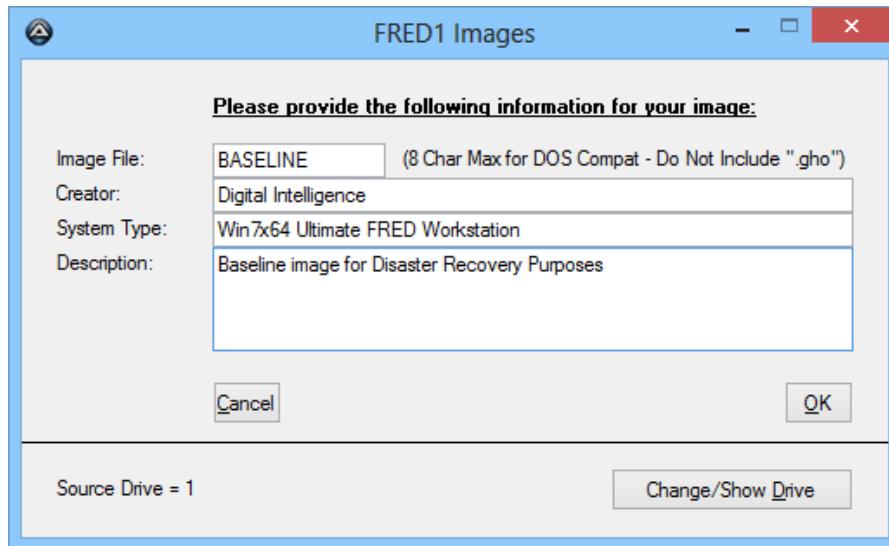 FRED1 Images
Please provide the following information for your image:
Image File: BASELINE (8 Char Max for DOS Compat - Do Not Include ".gho")
Creator: Digital Intelligence
System Type: Win7x64 Ultimate FRED Workstation
Description: Baseline image for Disaster Recovery Purposes
Cancel OK
Source Drive = 1 Change/Show Drive